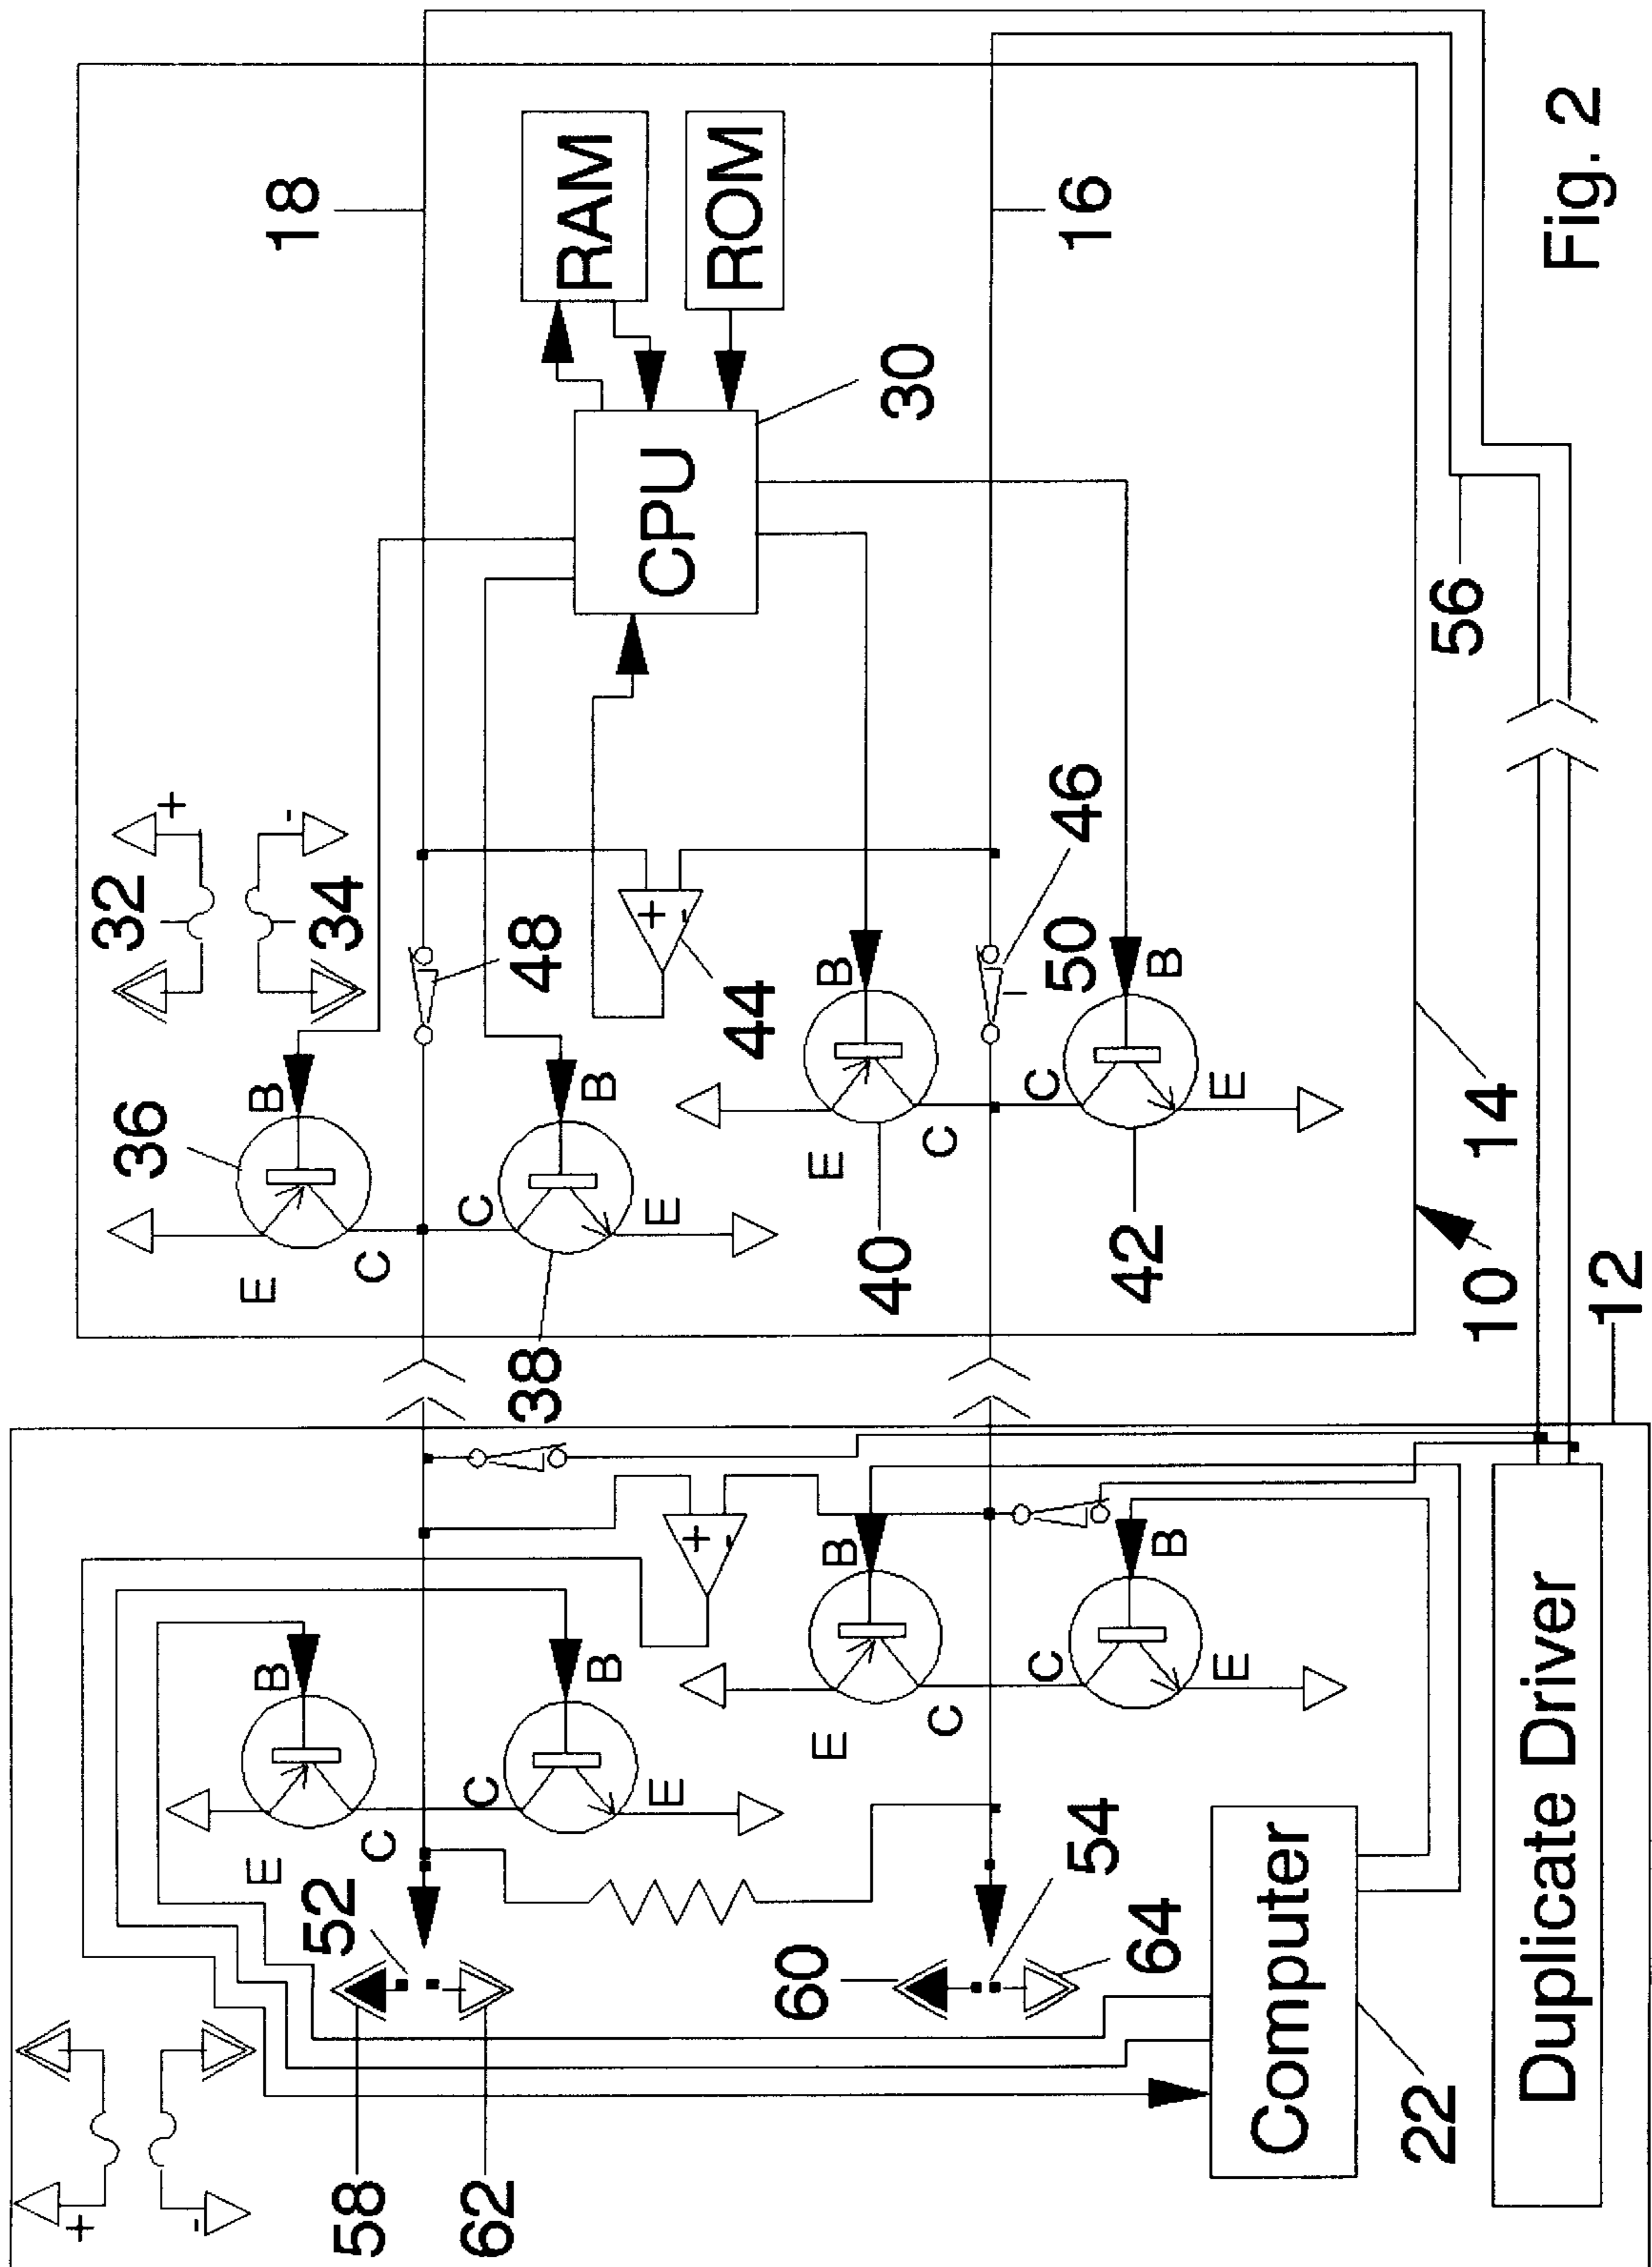 +
-
58
62
52
E
B
C
C
B
E
+
-
60
54
64
E
B
C
C
B
E
Computer
22
Duplicate Driver
12
32
+
34
-
36
B
E
C
48
18
C
B
E
38
+
-
44
RAM
CPU
ROM
30
B
E
C
40
46
50
16
C
B
E
42
14
10
56
Fig. 2